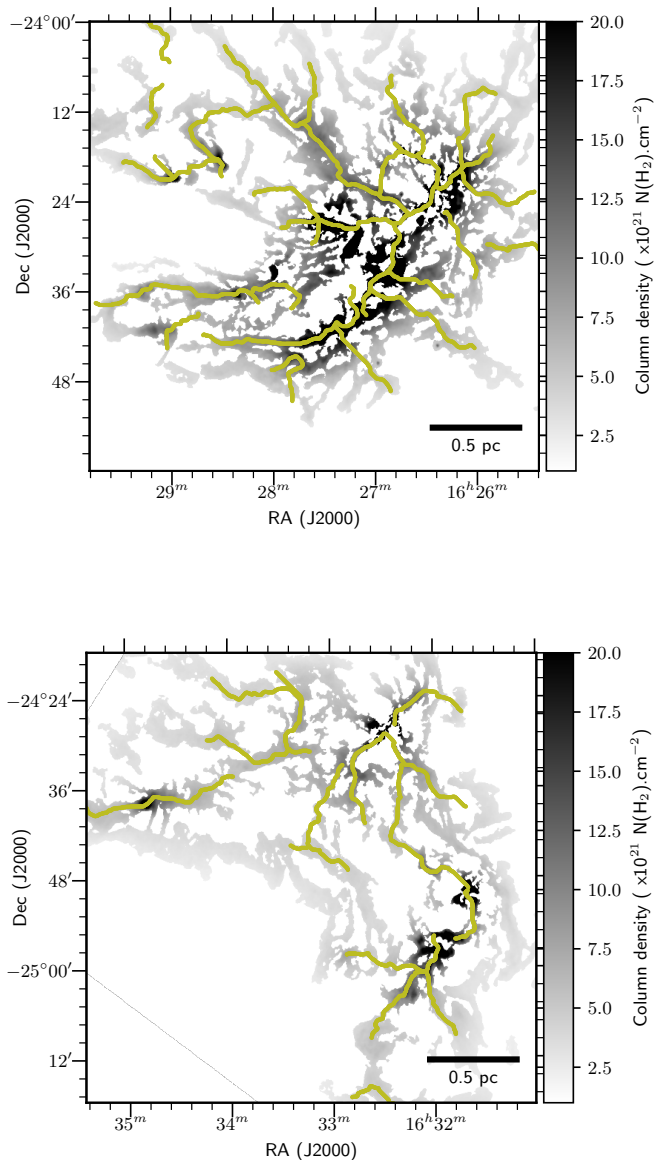 −24°00′
12′
24′
36′
48′
Dec (J2000)
0.5 pc
29ᵐ
28ᵐ
27ᵐ
16ʰ26ᵐ
RA (J2000)
20.0
17.5
15.0
12.5
10.0
7.5
5.0
2.5
Column density ( x10²¹ N(H₂).cm⁻²)
−24°24′
36′
48′
−25°00′
12′
Dec (J2000)
0.5 pc
35ᵐ
34ᵐ
33ᵐ
16ʰ32ᵐ
RA (J2000)
20.0
17.5
15.0
12.5
10.0
7.5
5.0
2.5
Column density ( x10²¹ N(H₂).cm⁻²)